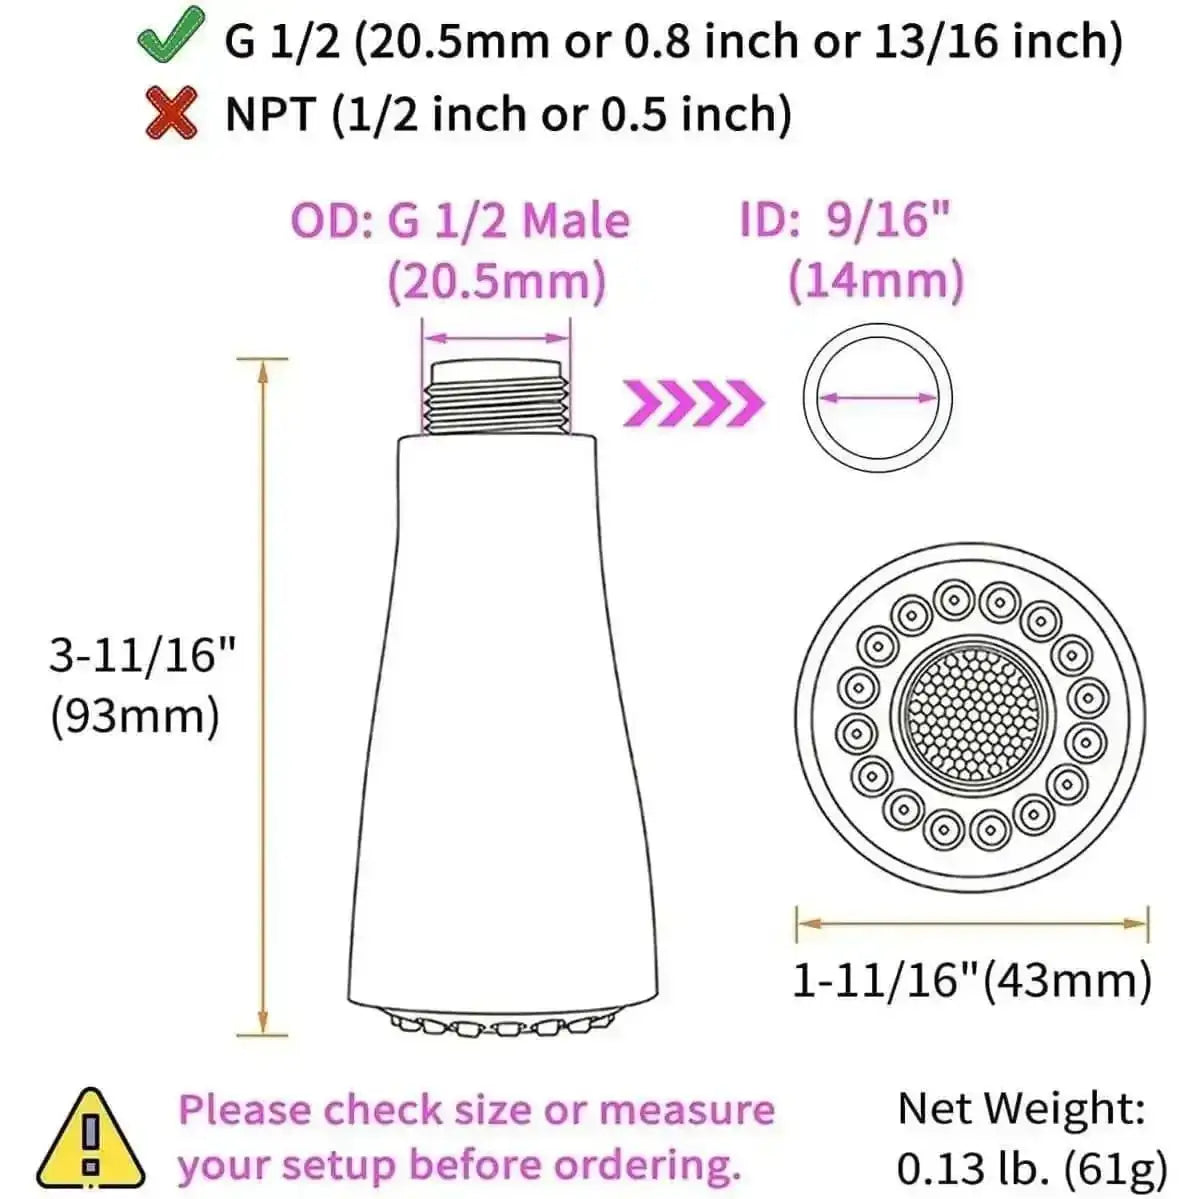 G 1/2 (20.5mm or 0.8 inch or 13/16 inch)
NPT (1/2 inch or 0.5 inch)
OD: G 1/2 Male
(20.5mm)
ID: 9/16"
(14mm)
3-11/16"
(93mm)
1-11/16"(43mm)
Please check size or measure
your setup before ordering.
Net Weight:
0.13 lb. (61g)